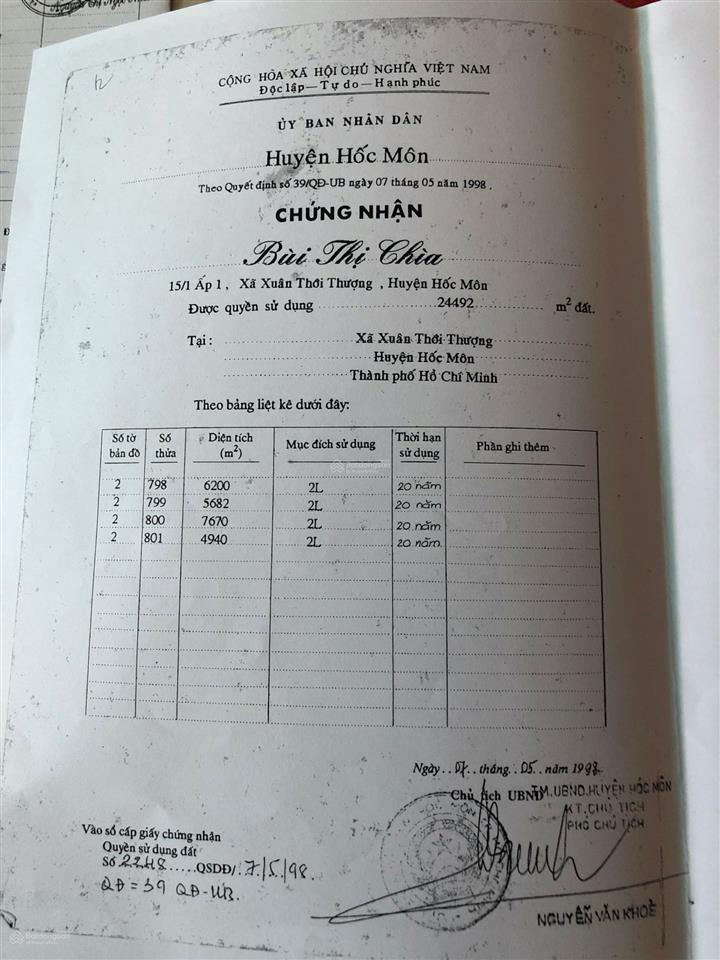 12
CỘNG HÒA XÃ HỘI CHỦ NGHĨA VIỆT NAM
Độc lập — Tự do — Hạnh phúc
ỦY BAN NHÂN DÂN
Huyện Hốc Môn
Theo Quyết định số 39/QĐ-UB ngày 07 tháng 05 năm 1998.
CHỨNG NHẬN
Bùi Thị Chìa
15/1 Ấp 1, Xã Xuân Thới Thượng, Huyện Hốc Môn
Được quyền sử dụng 24492 m² đất.
Tại: Xã Xuân Thới Thượng
Huyện Hốc Môn
Thành phố Hồ Chí Minh
Theo bảng liệt kê dưới đây:
Số tờ bản đồ Số thửa Diện tích (m²) Mục đích sử dụng Thời hạn sử dụng Phần ghi thêm
2 798 6200 2L 20 năm
2 799 5682 2L 20 năm
2 800 7670 2L 20 năm
2 801 4940 2L 20 năm
Ngày 07 tháng 05 năm 1998
Chủ tịch UBND
TM.UBND.HUYỆN HÓC MÔN
KT.CHỦ TỊCH
PHÓ CHỦ TỊCH
Vào sổ cấp giấy chứng nhận
Quyền sử dụng đất
Số 2248 QSDĐ/ 7/5/98.
QĐ = 39 QĐ-UB.
NGUYỄN VĂN KHOẺ